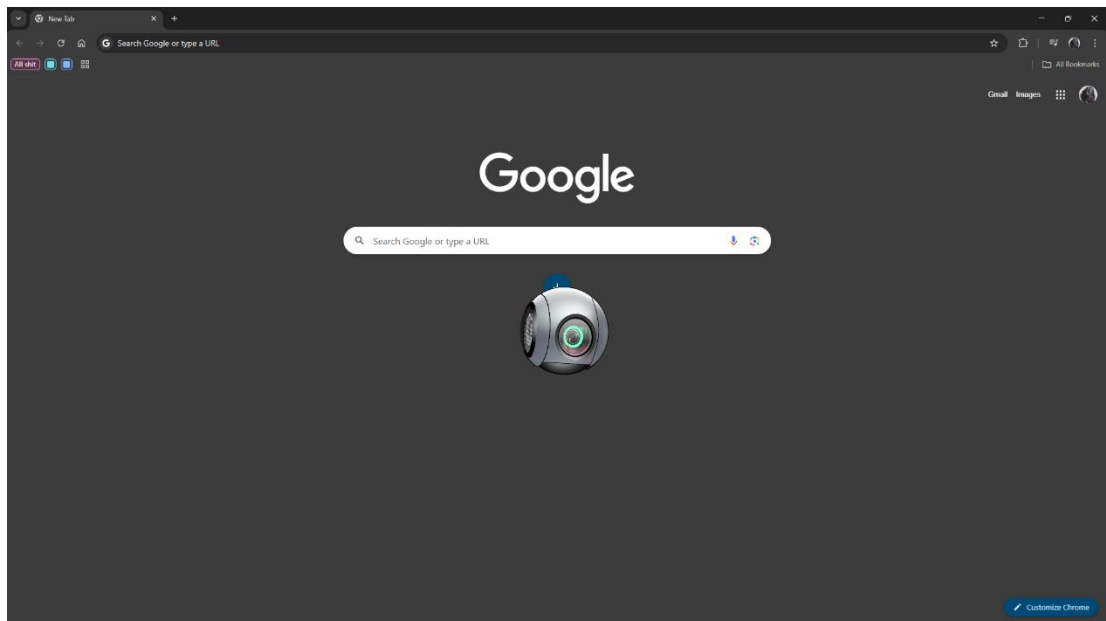 New Tab
Search Google or type a URL
All shit
All Bookmarks
Gmail Images
Google
Search Google or type a URL
Customize Chrome